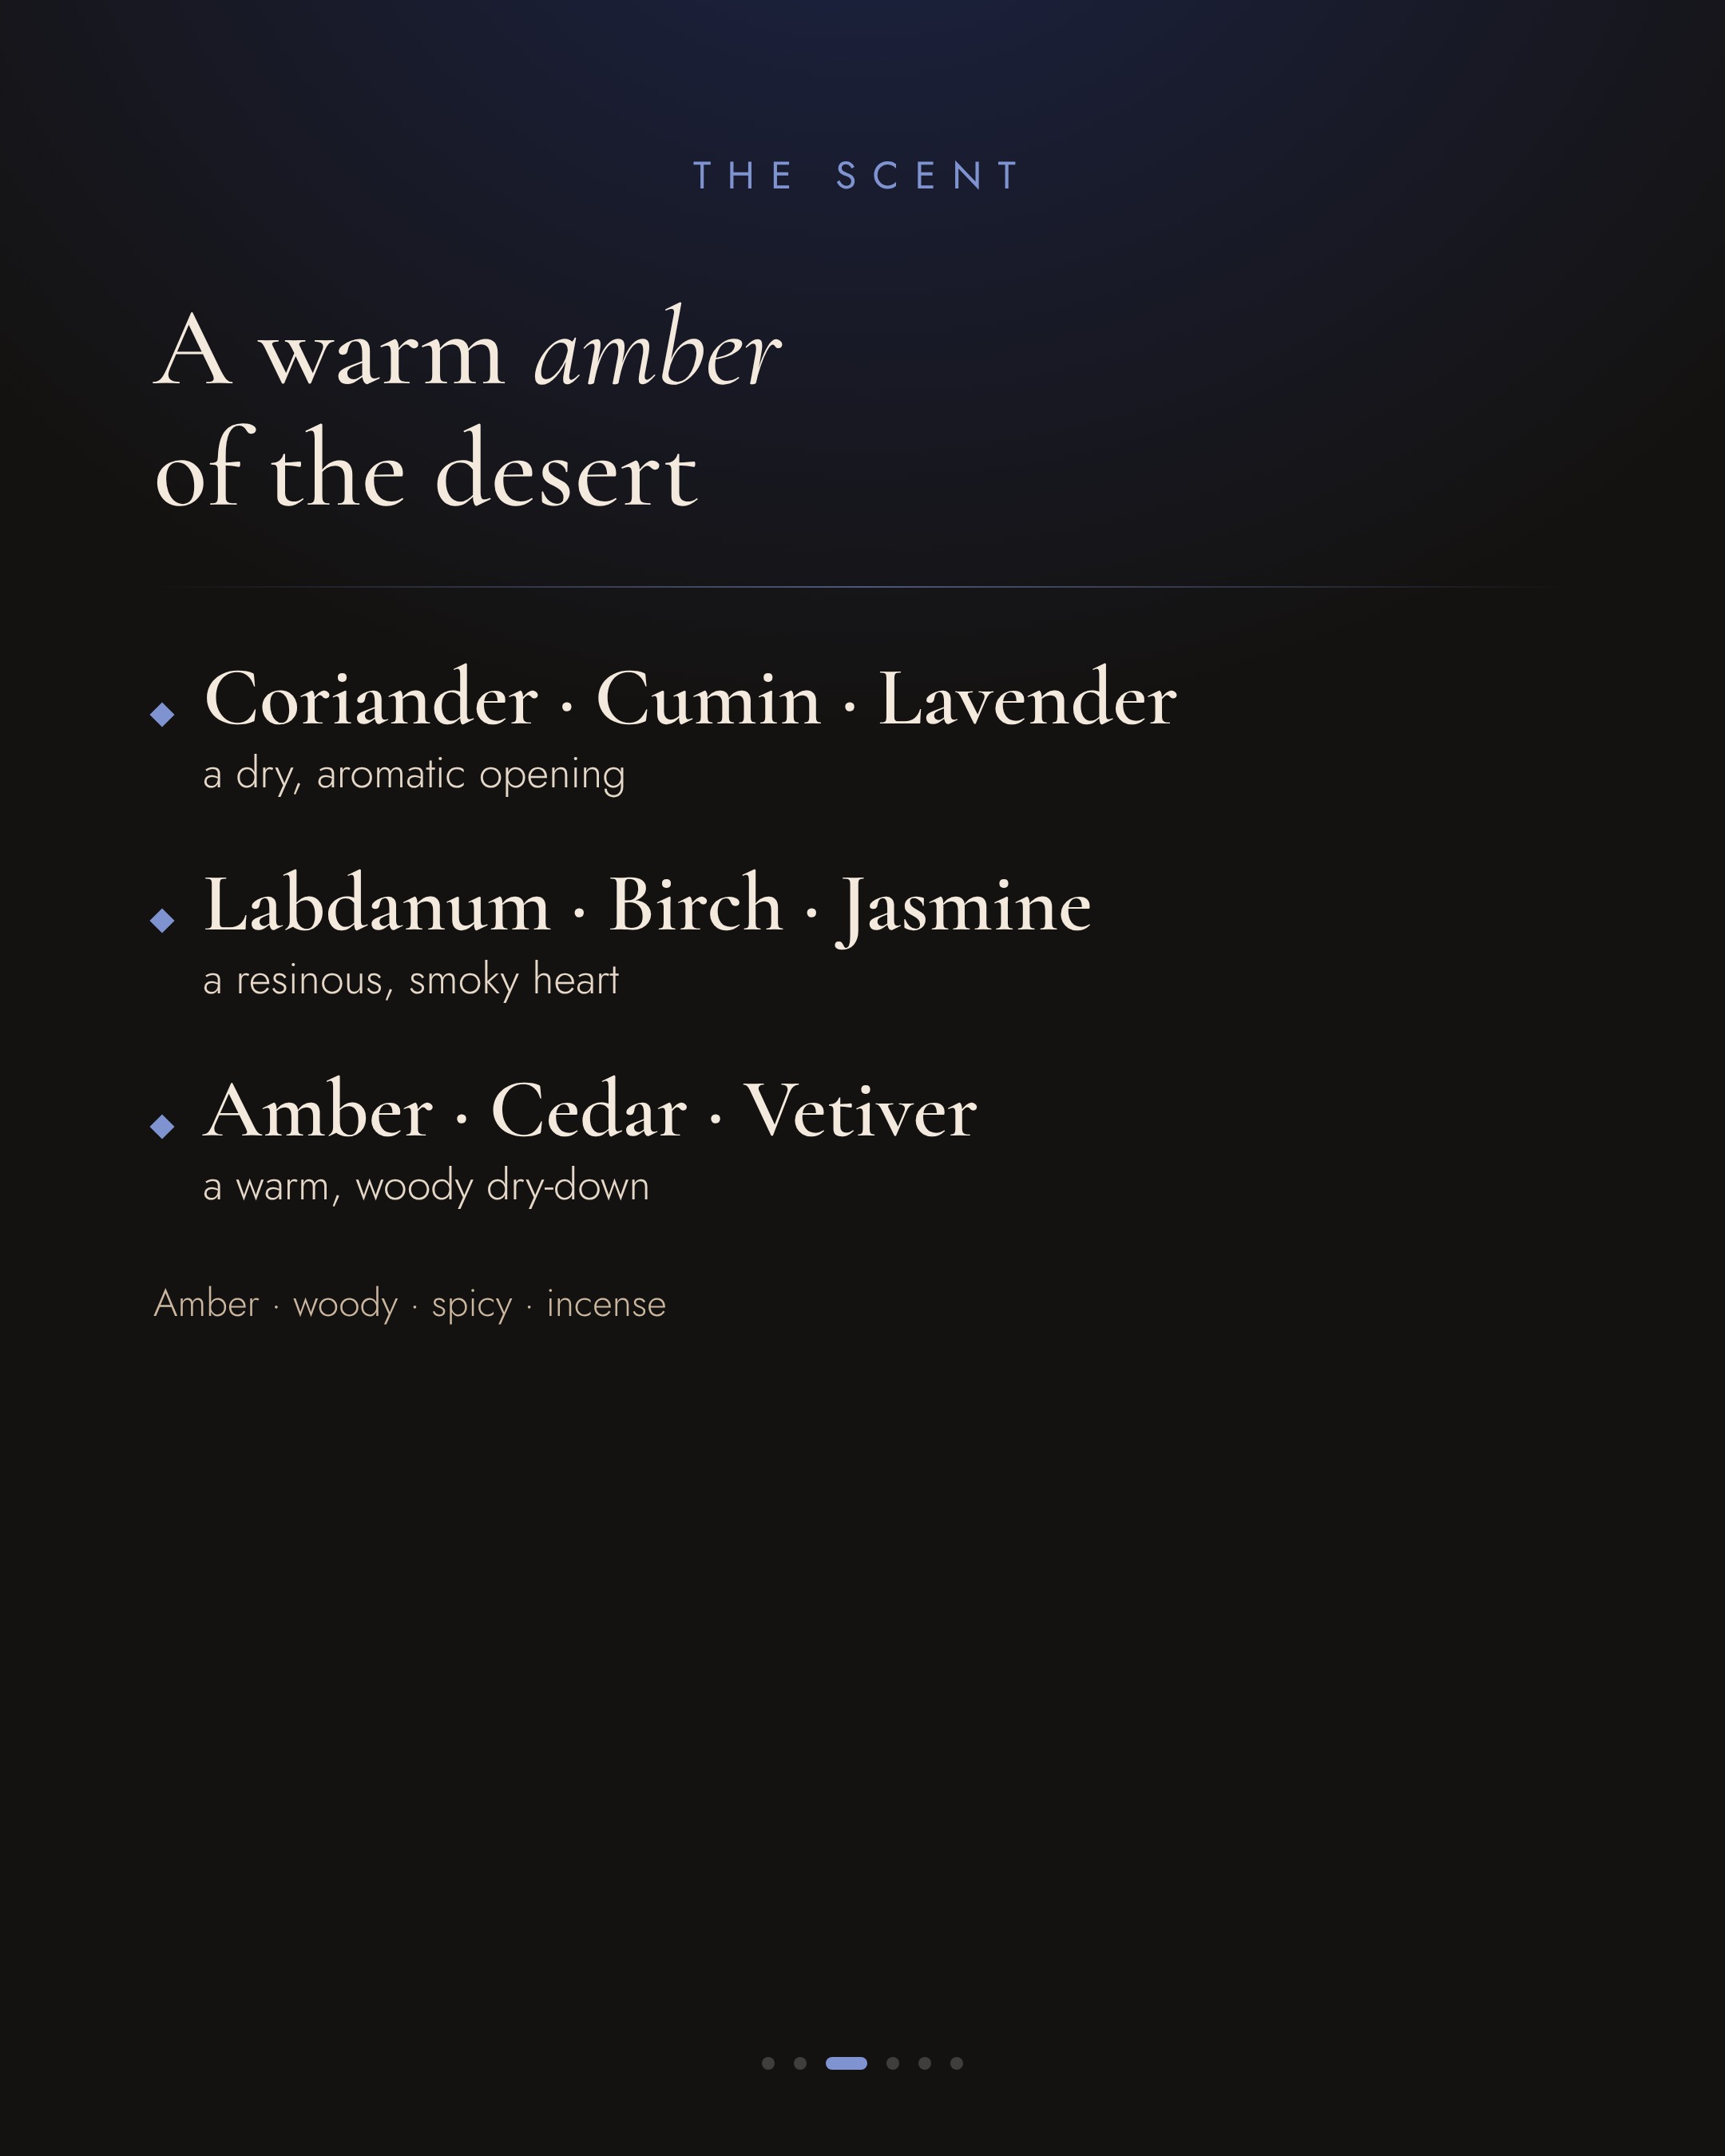 THE SCENT
A warm amber
of the desert
Coriander · Cumin · Lavender
a dry, aromatic opening
Labdanum · Birch · Jasmine
a resinous, smoky heart
Amber · Cedar · Vetiver
a warm, woody dry-down
Amber · woody · spicy · incense